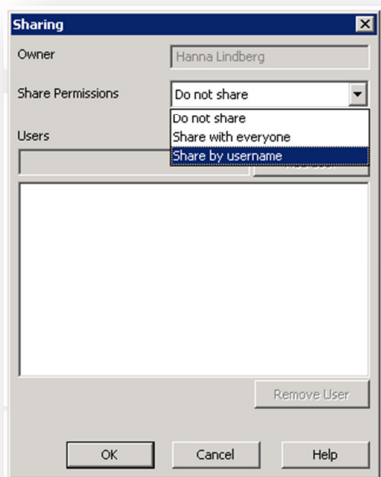 Sharing
Owner
Hanna Lindberg
Share Permissions
Do not share
Do not share
Share with everyone
Users
Share by username
Remove User
OK
Cancel
Help